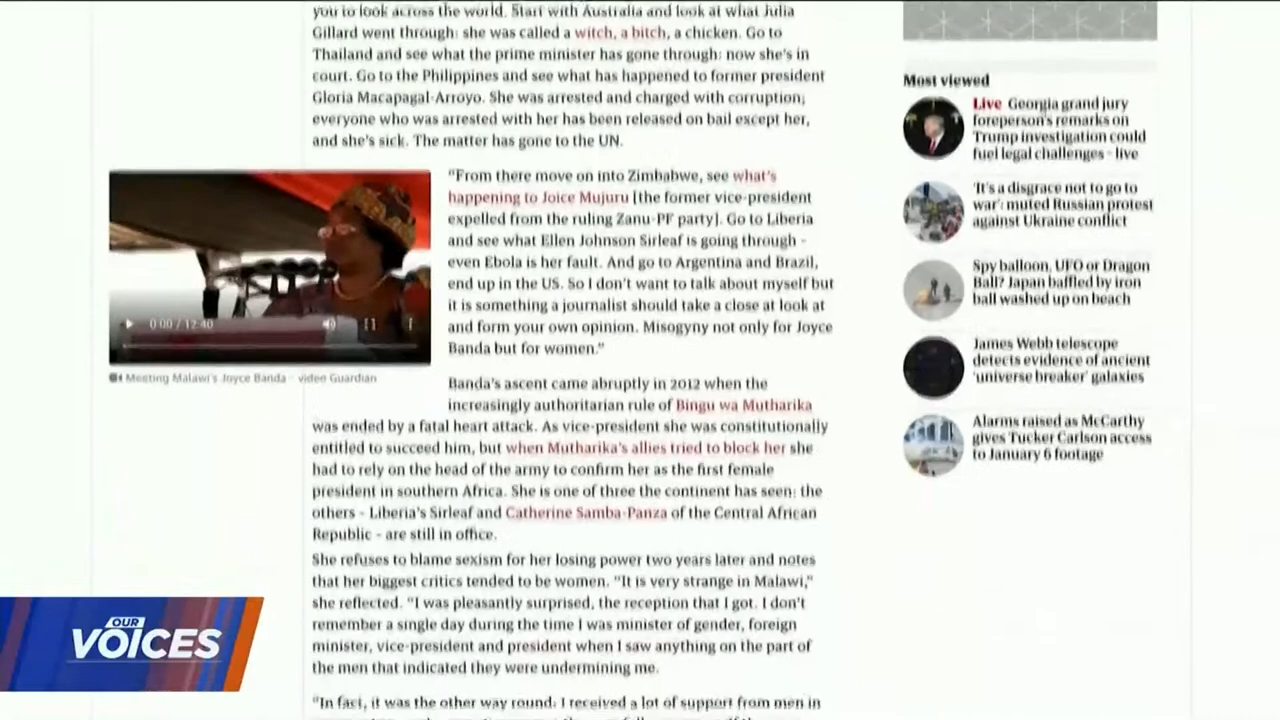 you to look across the world. Start with Australia and look at what Julia
Gillard went through: she was called a witch, a bitch, a chicken. Go to
Thailand and see what the prime minister has gone through: now she's in
court. Go to the Philippines and see what has happened to former president
Gloria Macapagal-Arroyo. She was arrested and charged with corruption;
everyone who was arrested with her has been released on bail except her,
and she's sick. The matter has gone to the UN.
"From there move on into Zimbabwe, see what's
happening to Joice Mujuru [the former vice-president
expelled from the ruling Zanu-PF party]. Go to Liberia
and see what Ellen Johnson Sirleaf is going through –
even Ebola is her fault. And go to Argentina and Brazil,
end up in the US. So I don't want to talk about myself but
it is something a journalist should take a close at look at
and form your own opinion. Misogyny not only for Joyce
Banda but for women."
0:00 / 12:40
Meeting Malawi's Joyce Banda – video Guardian
Banda's ascent came abruptly in 2012 when the
increasingly authoritarian rule of Bingu wa Mutharika
was ended by a fatal heart attack. As vice-president she was constitutionally
entitled to succeed him, but when Mutharika's allies tried to block her she
had to rely on the head of the army to confirm her as the first female
president in southern Africa. She is one of three the continent has seen: the
others – Liberia's Sirleaf and Catherine Samba-Panza of the Central African
Republic – are still in office.
She refuses to blame sexism for her losing power two years later and notes
that her biggest critics tended to be women. "It is very strange in Malawi,"
she reflected. "I was pleasantly surprised, the reception that I got. I don't
remember a single day during the time I was minister of gender, foreign
minister, vice-president and president when I saw anything on the part of
the men that indicated they were undermining me.
"In fact, it was the other way round. I received a lot of support from men in
Most viewed
Live Georgia grand jury
foreperson's remarks on
Trump investigation could
fuel legal challenges – live
'It's a disgrace not to go to
war': muted Russian protest
against Ukraine conflict
Spy balloon, UFO or Dragon
Ball? Japan baffled by iron
ball washed up on beach
James Webb telescope
detects evidence of ancient
'universe breaker' galaxies
Alarms raised as McCarthy
gives Tucker Carlson access
to January 6 footage
OUR
VOICES